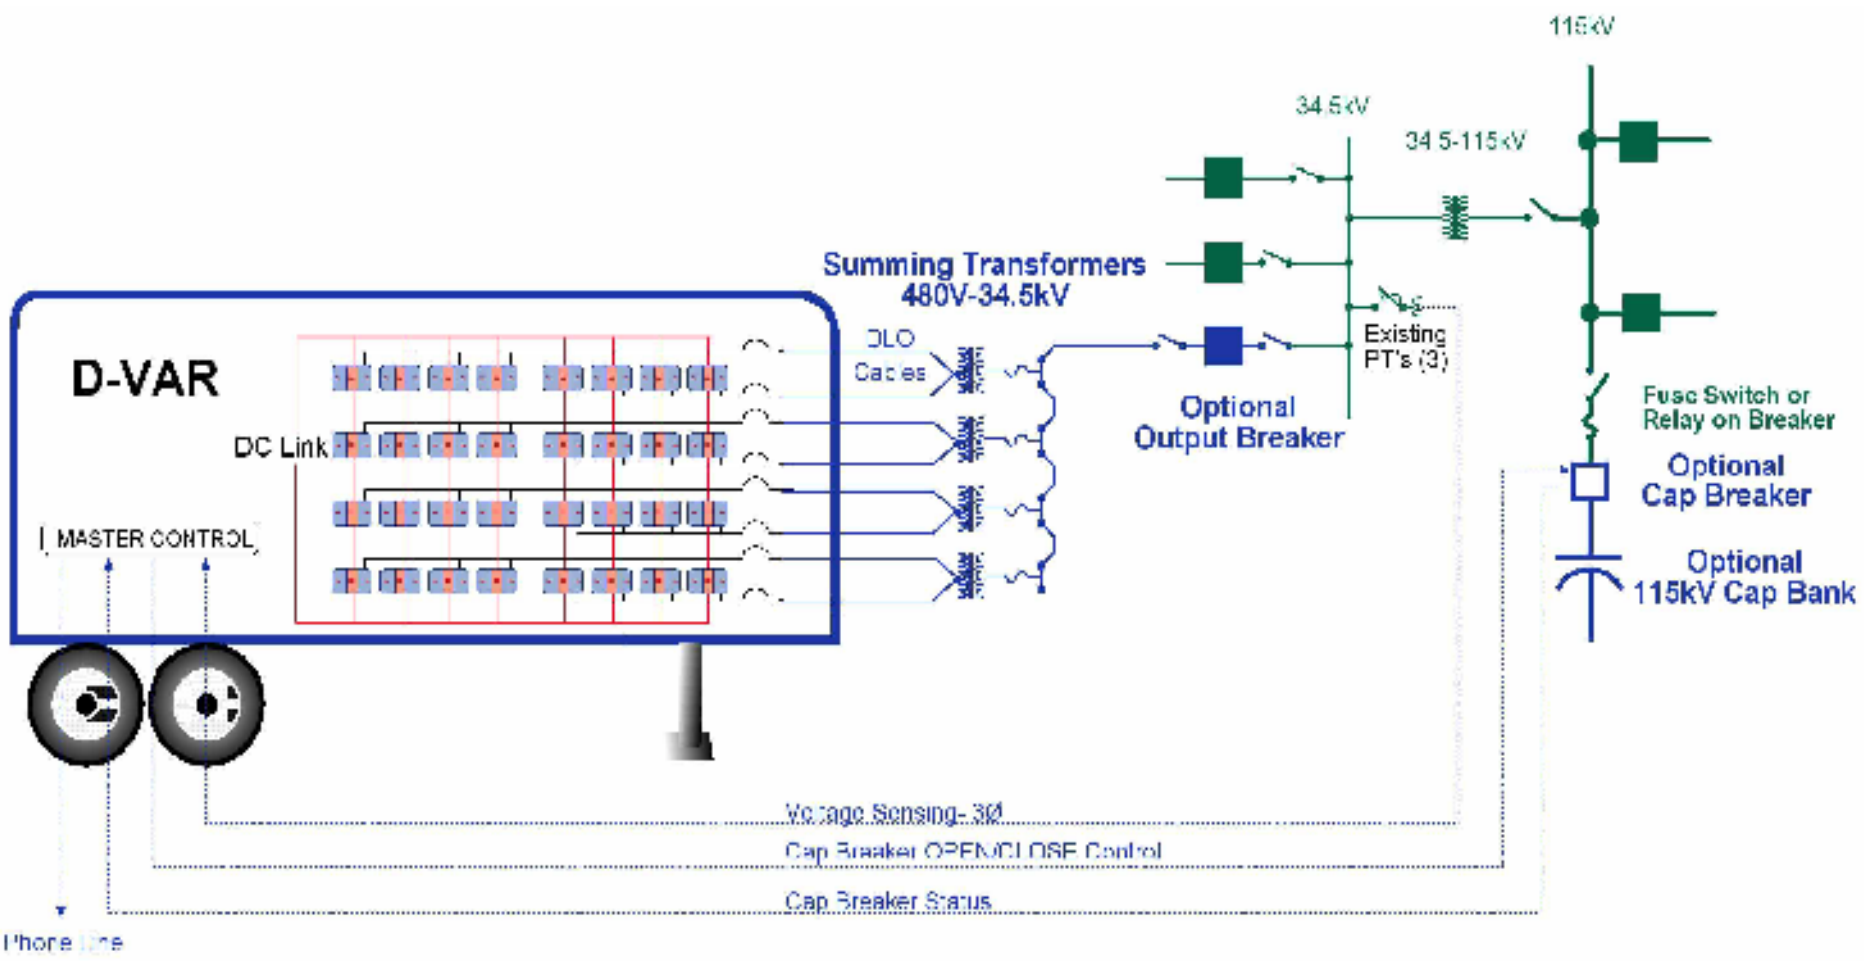 115kV
34.5kV
34.5-115kV
Summing Transformers
480V-34.5kV
DLO
Cables
Existing
PT's (3)
D-VAR
DC Link
MASTER CONTROL
Optional
Output Breaker
Fuse Switch or
Relay on Breaker
Optional
Cap Breaker
Optional
115kV Cap Bank
Voltage Sensing- 3Ø
Cap Breaker OPEN/CLOSE Control
Cap Breaker Status
Phone Line